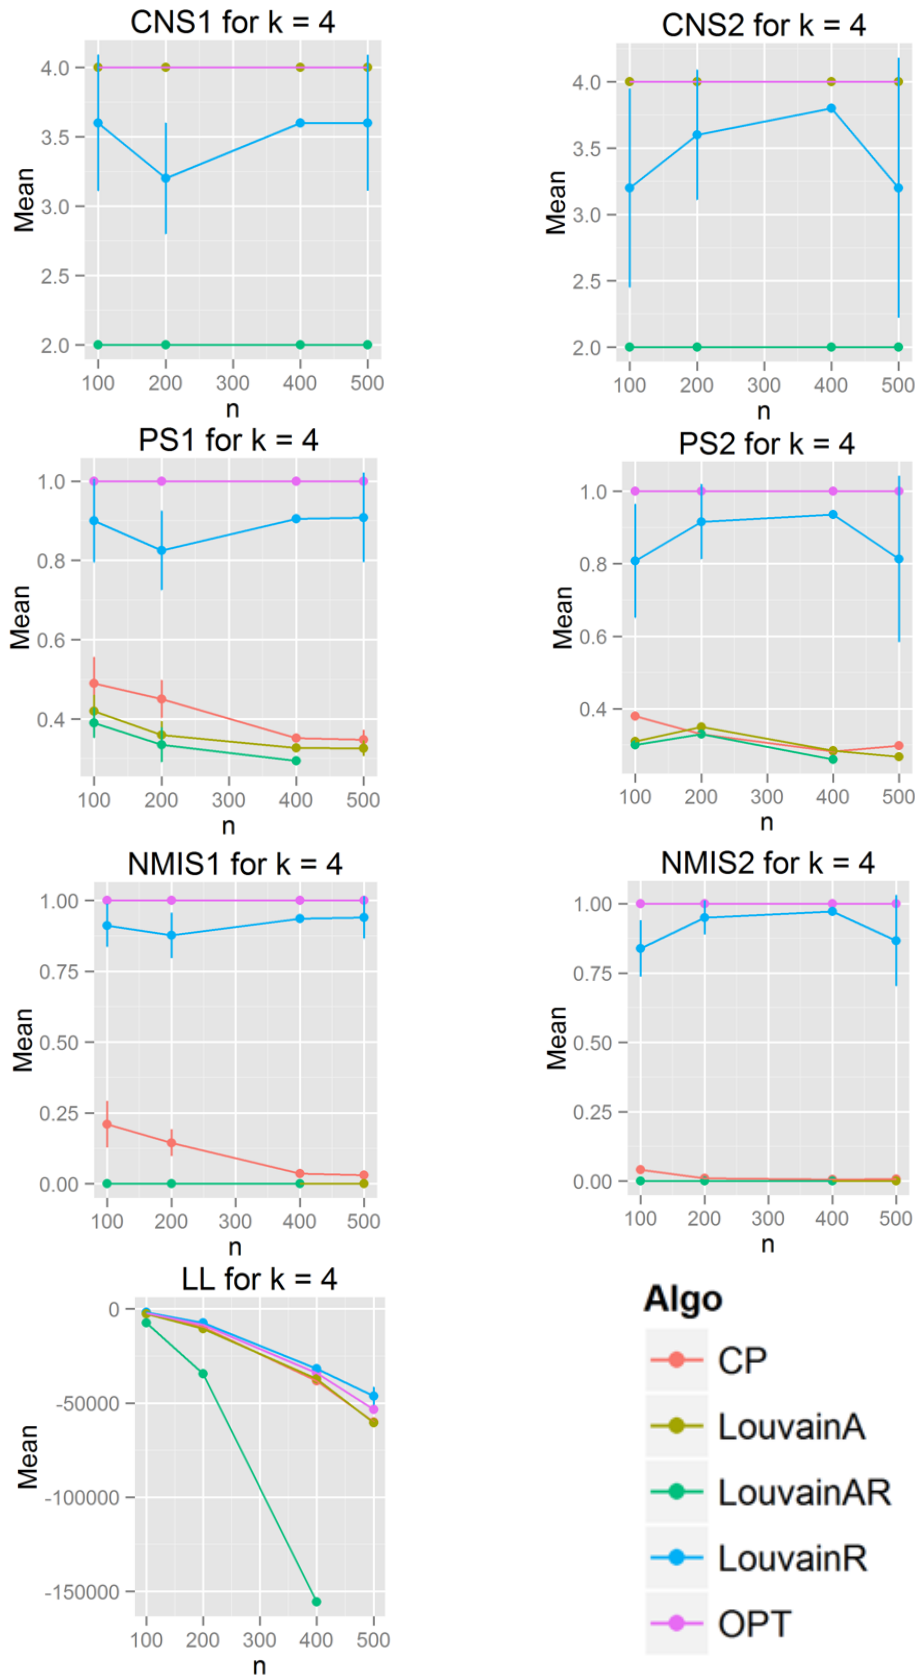 CNS1 for k = 4
4.0
3.5
3.0
2.5
2.0
Mean
100 200 300 400 500
n
CNS2 for k = 4
4.0
3.5
3.0
2.5
2.0
Mean
100 200 300 400 500
n
PS1 for k = 4
1.0
0.8
0.6
0.4
Mean
100 200 300 400 500
n
PS2 for k = 4
1.0
0.8
0.6
0.4
Mean
100 200 300 400 500
n
NMIS1 for k = 4
1.00
0.75
0.50
0.25
0.00
Mean
100 200 300 400 500
n
NMIS2 for k = 4
1.00
0.75
0.50
0.25
0.00
Mean
100 200 300 400 500
n
LL for k = 4
0
-50000
-100000
-150000
Mean
100 200 300 400 500
n
Algo
CP
LouvainA
LouvainAR
LouvainR
OPT